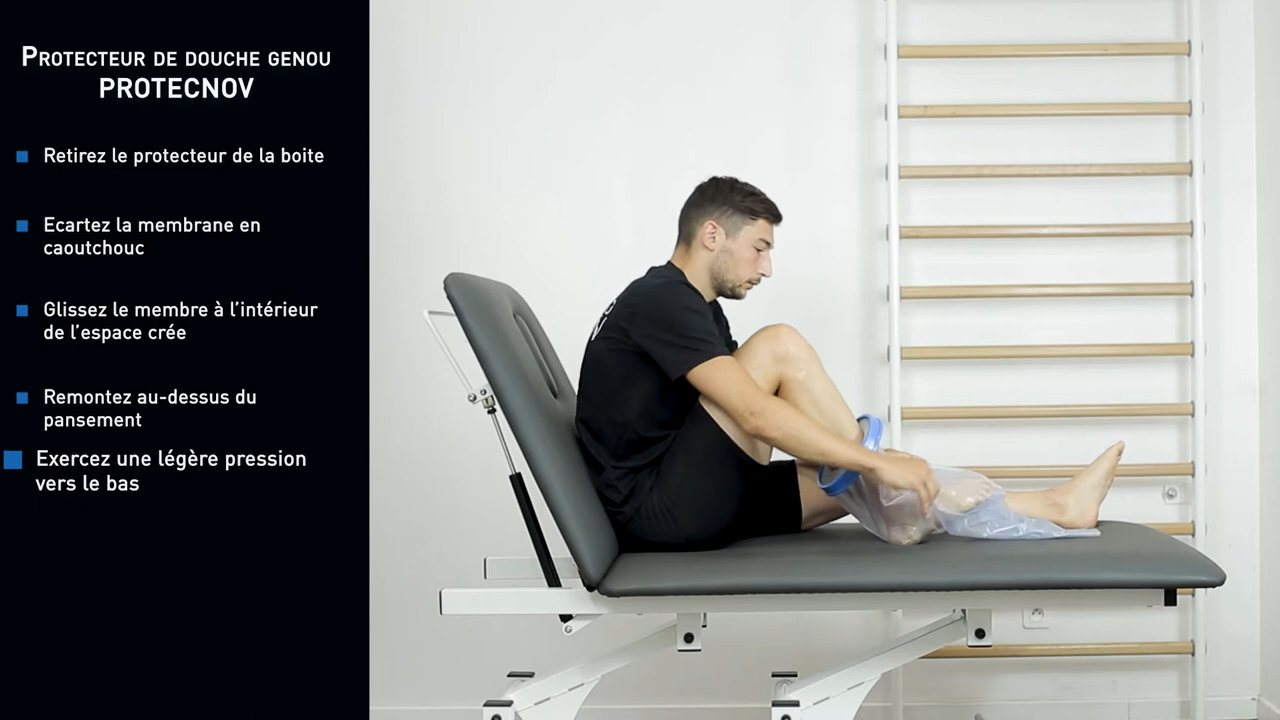 PROTECTEUR DE DOUCHE GENOU
PROTECNOV
Retirez le protecteur de la boite
Ecartez la membrane en
caoutchouc
Glissez le membre à l'intérieur
de l'espace crée
Remontez au-dessus du
pansement
Exercez une légère pression
vers le bas